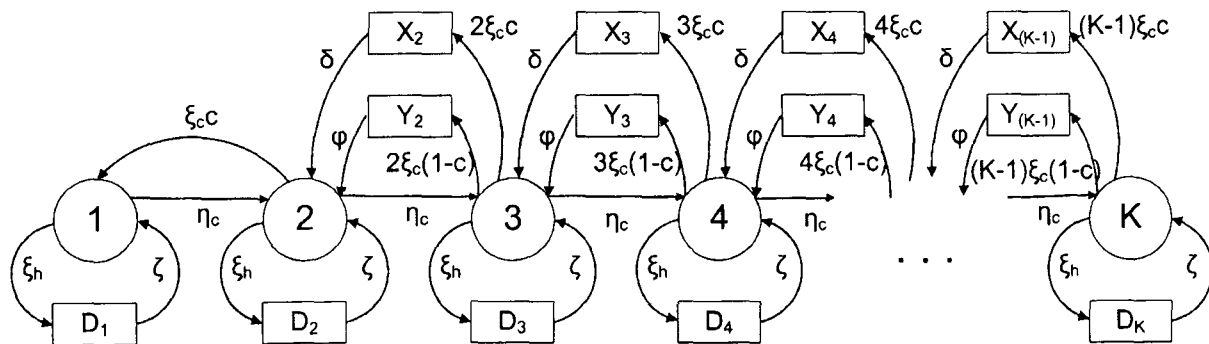 X₂ 2ξcc X₃ 3ξcc X₄ 4ξcc X₍K-1₎ (K-1)ξcc
δ δ δ δ
Y₂ Y₃ Y₄ Y₍K-1₎
ξcc φ φ φ φ
2ξc(1-c) 3ξc(1-c) 4ξc(1-c) (K-1)ξc(1-c)
1 2 3 4 K
ηc ηc ηc ηc ηc
ξh ζ ξh ζ ξh ζ ξh ζ . . . ξh ζ
D₁ D₂ D₃ D₄ DK